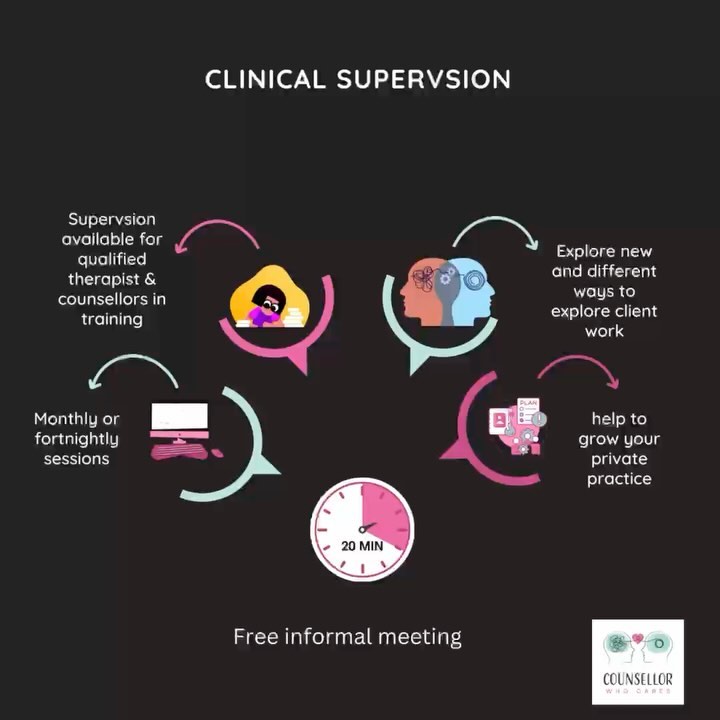 CLINICAL SUPERVSION
Supervsion
available for
qualified
therapist &
counsellors in
training
Explore new
and different
ways to
explore client
work
Monthly or
fortnightly
sessions
PLAN
help to
grow your
private
practice
20 MIN
Free informal meeting
COUNSELLOR
WHO CARES